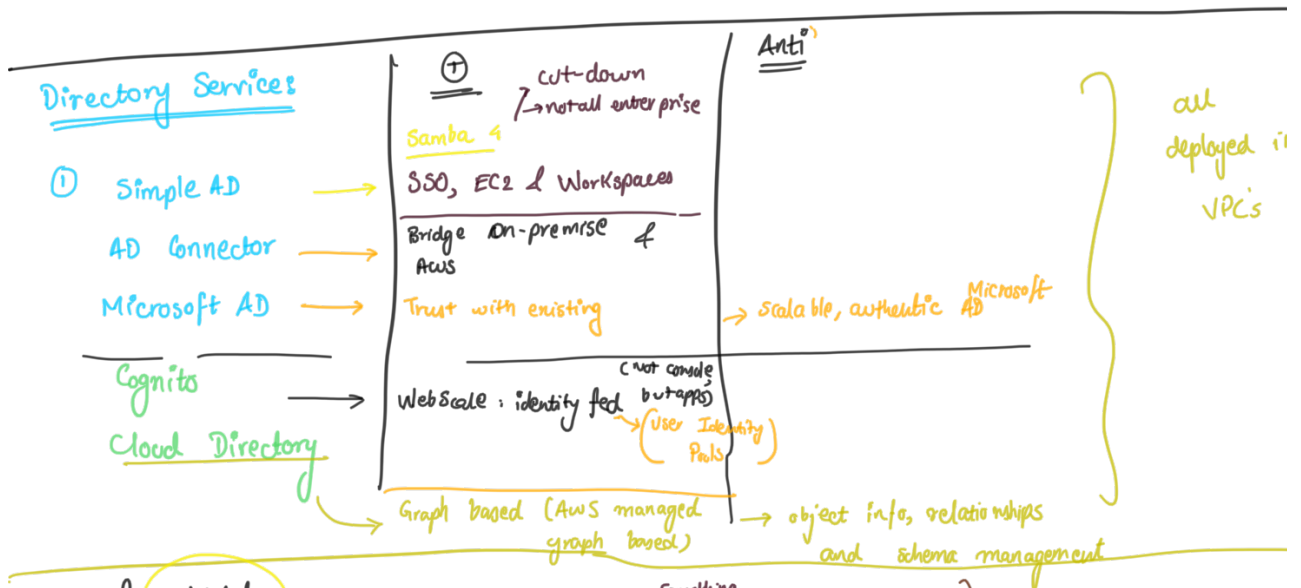 Directory Services
+
Anti
cut-down
→ not all enterprise
Samba 4
① Simple AD → SSO, EC2 & Workspaces
AD Connector → Bridge on-premise &
AWS
Microsoft AD → Trust with existing → Scalable, authentic Microsoft AD
all
deployed in
VPC's
Cognito → WebScale : identity fed (not console,
but apps)
→ (User Identity
Pools)
Cloud Directory → Graph based (AWS managed
graph based) → object info, relationships
and schema management